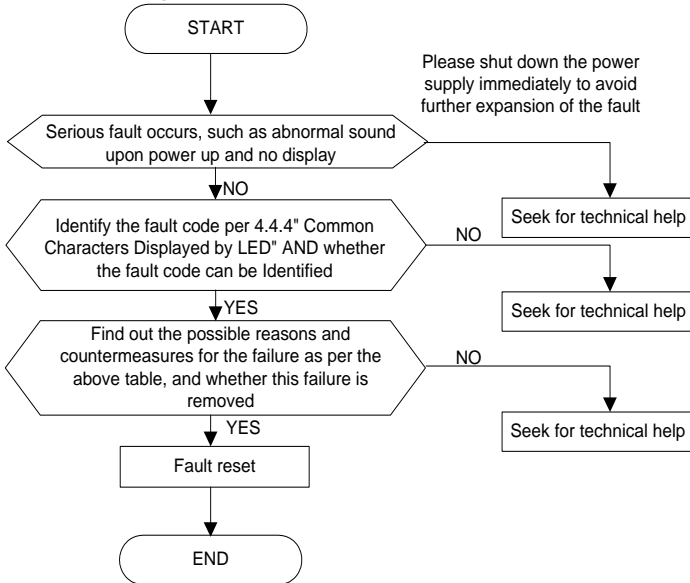 START
Please shut down the power
supply immediately to avoid
further expansion of the fault
Serious fault occurs, such as abnormal sound
upon power up and no display
Seek for technical help
NO
Identify the fault code per 4.4.4" Common
Characters Displayed by LED" AND whether
the fault code can be Identified
NO
Seek for technical help
YES
Find out the possible reasons and
countermeasures for the failure as per the
above table, and whether this failure is
removed
NO
Seek for technical help
YES
Fault reset
END